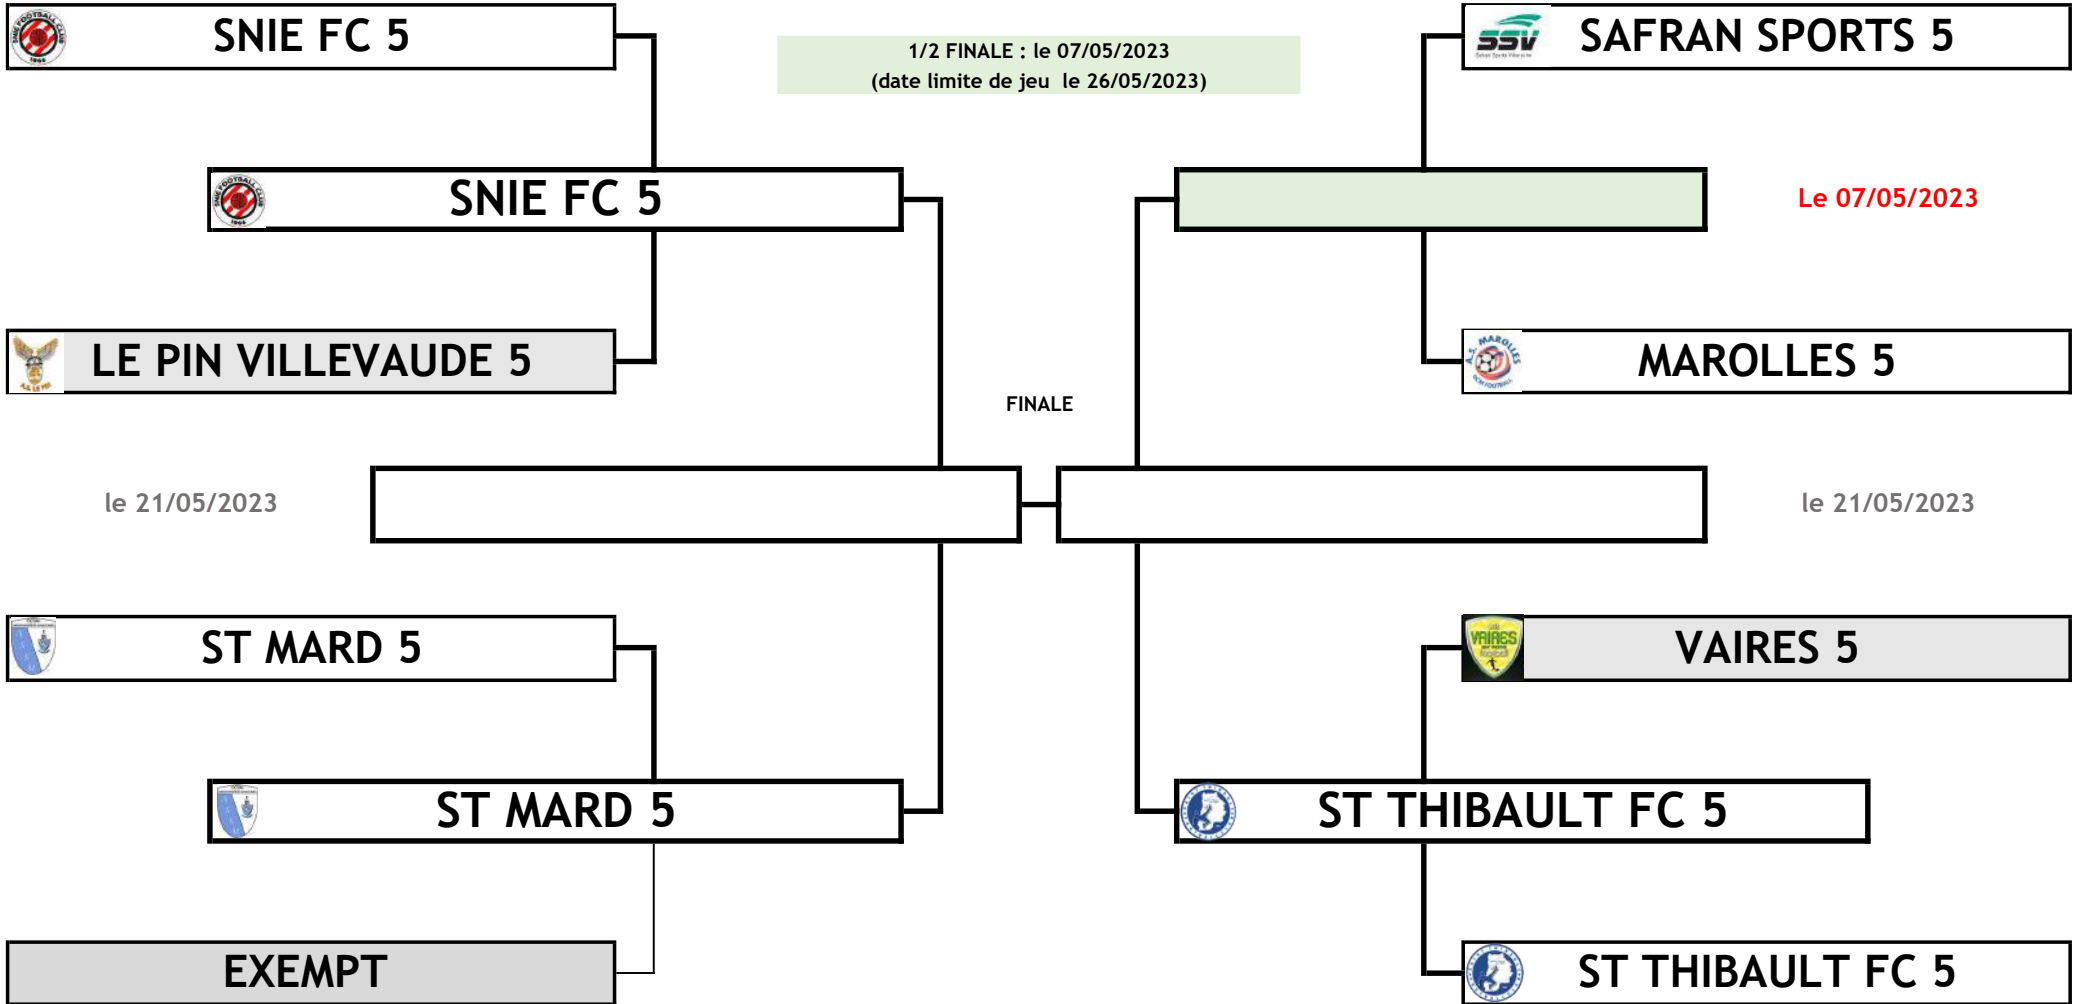 SNIE FC 5
SAFRAN SPORTS 5
1/2 FINALE : le 07/05/2023
(date limite de jeu le 26/05/2023)
SNIE FC 5
Le 07/05/2023
LE PIN VILLEVAUDE 5
MAROLLES 5
FINALE
le 21/05/2023
le 21/05/2023
ST MARD 5
VAIRES 5
ST MARD 5
ST THIBAULT FC 5
EXEMPT
ST THIBAULT FC 5